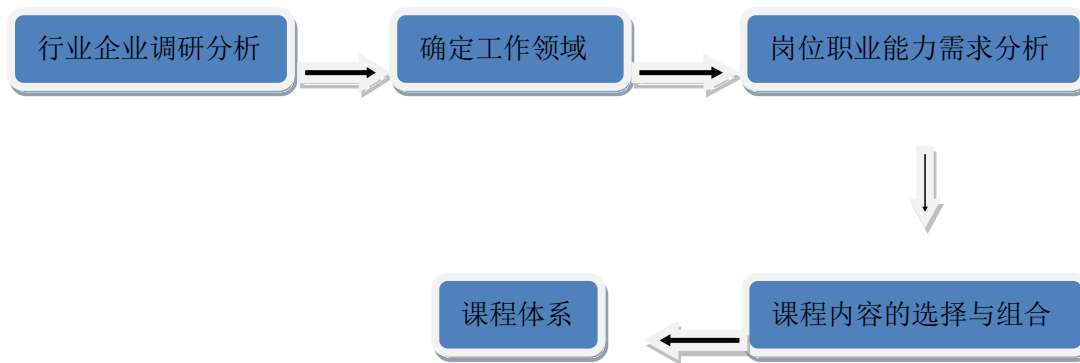 行业企业调研分析
确定工作领域
岗位职业能力需求分析
课程内容的选择与组合
课程体系